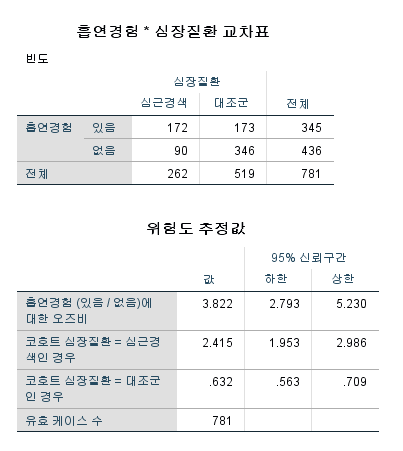 흡연경험 * 심장질환 교차표
빈도
심장질환
심근경색 대조군 전체
흡연경험 있음 172 173 345
없음 90 346 436
전체 262 519 781
위험도 추정값
95% 신뢰구간
값 하한 상한
흡연경험 (있음 / 없음)에 3.822 2.793 5.230
대한 오즈비
코호트 심장질환 = 심근경 2.415 1.953 2.986
색인 경우
코호트 심장질환 = 대조군 .632 .563 .709
인 경우
유효 케이스 수 781